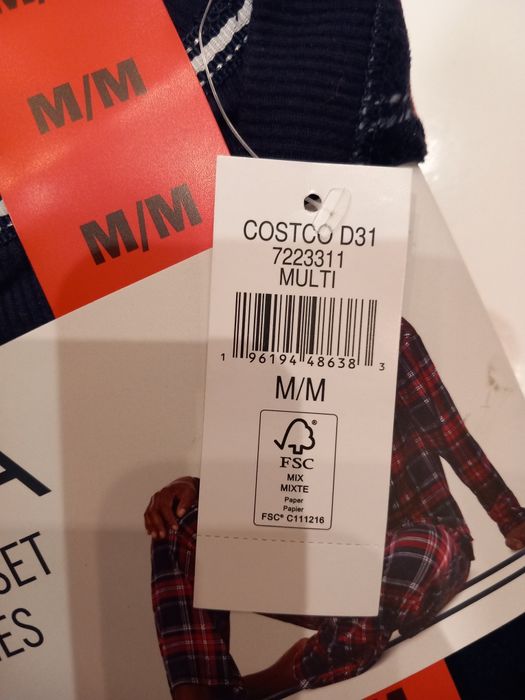 M/M
M/M
M/M
COSTCO D31
7223311
MULTI
1 96194 48638 3
M/M
FSC®
MIX
MIXTE
Paper
Papier
FSC® C111216
A
SET
ES